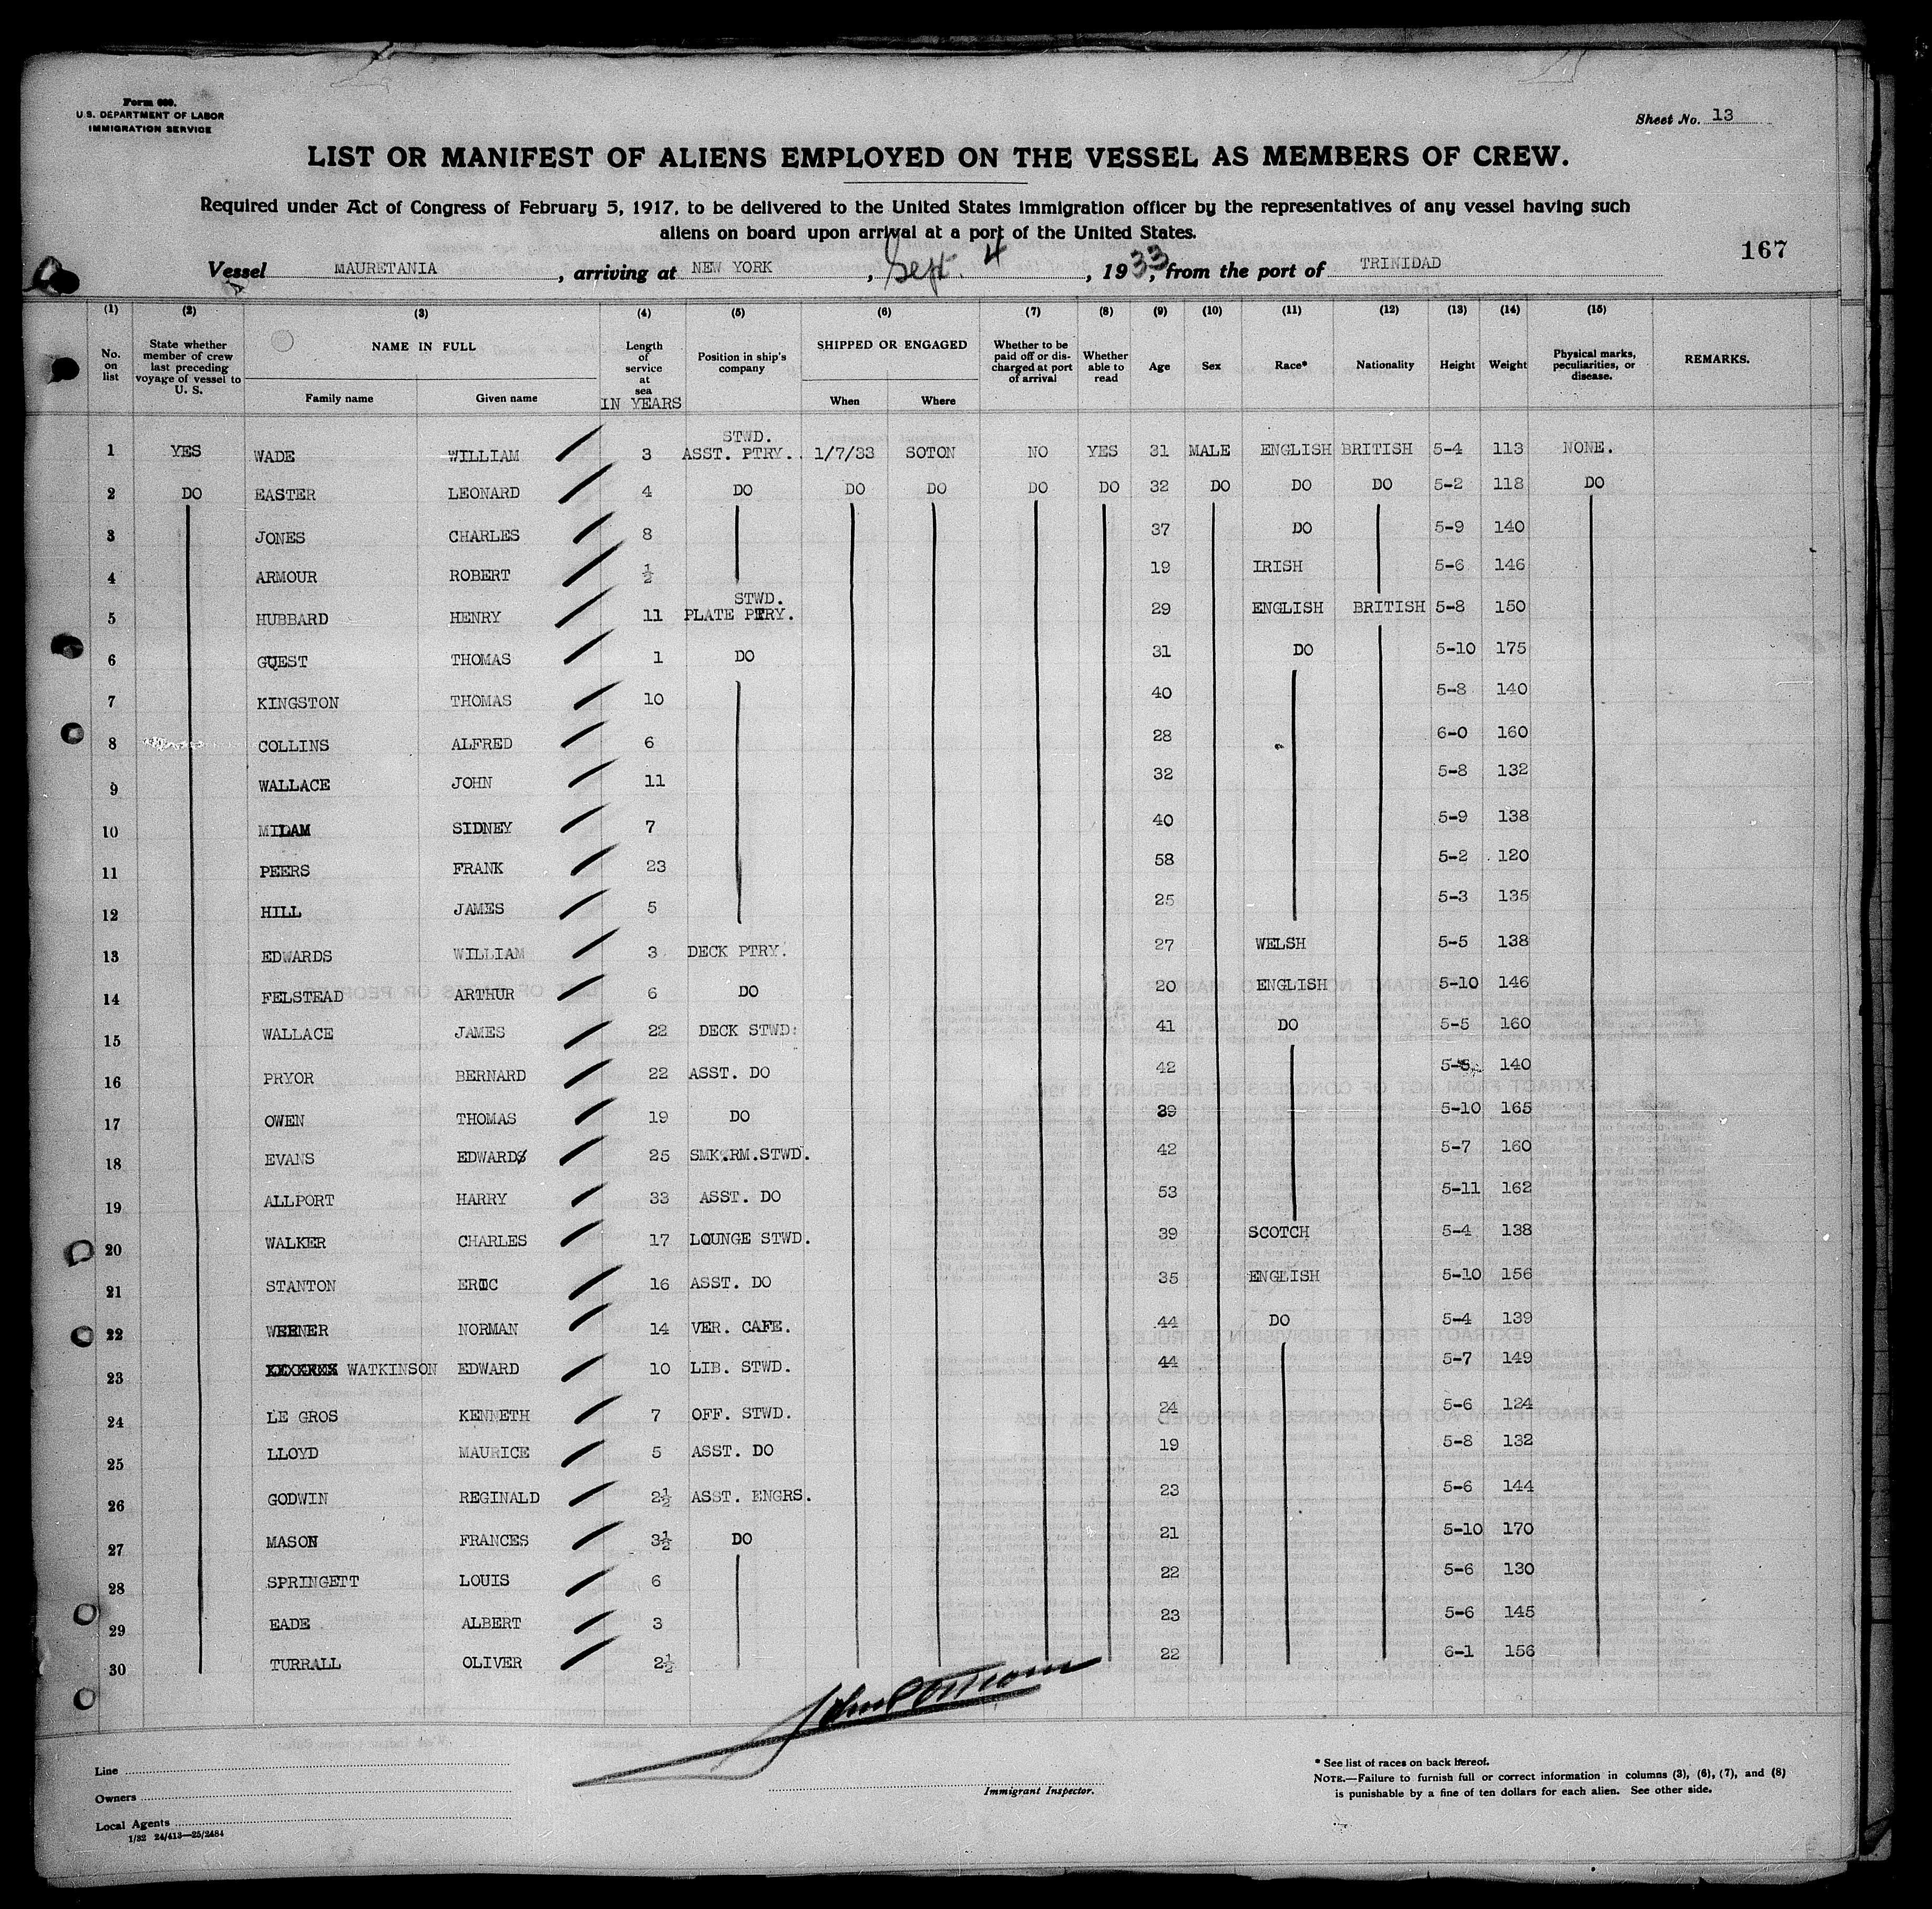 Form 689.
U.S. DEPARTMENT OF LABOR
IMMIGRATION SERVICE
Sheet No. 13
LIST OR MANIFEST OF ALIENS EMPLOYED ON THE VESSEL AS MEMBERS OF CREW.
Required under Act of Congress of February 5, 1917, to be delivered to the United States immigration officer by the representatives of any vessel having such
aliens on board upon arrival at a port of the United States.
167
Vessel MAURETANIA, arriving at NEW YORK, Sept. 4, 1933, from the port of TRINIDAD
(1) (2) (3) (4) (5) (6) (7) (8) (9) (10) (11) (12) (13) (14) (15)
No. on list State whether member of crew last preceding voyage of vessel to U. S. NAME IN FULL Family name Given name Length of service at sea IN YEARS Position in ship's company SHIPPED OR ENGAGED When Where Whether to be paid off or discharged at port of arrival Whether able to read Age Sex Race* Nationality Height Weight Physical marks, peculiarities, or disease. REMARKS.
1 YES WADE WILLIAM 3 STWD. ASST. PTRY. 1/7/33 SOTON NO YES 31 MALE ENGLISH BRITISH 5-4 113 NONE.
2 DO EASTER LEONARD 4 DO DO DO DO DO 32 DO DO DO 5-2 118 DO
3 JONES CHARLES 8 37 DO 5-9 140
4 ARMOUR ROBERT ½ 19 IRISH 5-6 146
5 HUBBARD HENRY 11 STWD. PLATE PTRY. 29 ENGLISH BRITISH 5-8 150
6 GUEST THOMAS 1 DO 31 DO 5-10 175
7 KINGSTON THOMAS 10 40 5-8 140
8 COLLINS ALFRED 6 28 6-0 160
9 WALLACE JOHN 11 32 5-8 132
10 MILAM SIDNEY 7 40 5-9 138
11 PEERS FRANK 23 58 5-2 120
12 HILL JAMES 5 25 5-3 135
13 EDWARDS WILLIAM 3 DECK PTRY. 27 WELSH 5-5 138
14 FELSTEAD ARTHUR 6 DO 20 ENGLISH 5-10 146
15 WALLACE JAMES 22 DECK STWD. 41 DO 5-5 160
16 PRYOR BERNARD 22 ASST. DO 42 140
17 OWEN THOMAS 19 DO 39 5-10 165
18 EVANS EDWARD 25 SMK.RM.STWD. 42 5-7 160
19 ALLPORT HARRY 33 ASST. DO 53 5-11 162
20 WALKER CHARLES 17 LOUNGE STWD. 39 SCOTCH 5-4 138
21 STANTON ERIC 16 ASST. DO 35 ENGLISH 5-10 156
22 WERNER NORMAN 14 VER. CAFE. 44 DO 5-4 139
23 WATKINSON EDWARD 10 LIB. STWD. 44 5-7 149
24 LE GROS KENNETH 7 OFF. STWD. 24 5-6 124
25 LLOYD MAURICE 5 ASST. DO 19 5-8 132
26 GODWIN REGINALD 2½ ASST. ENGRS. 23 5-6 144
27 MASON FRANCES 3½ DO 21 5-10 170
28 SPRINGETT LOUIS 6 22 5-6 130
29 EADE ALBERT 3 23 5-6 145
30 TURRALL OLIVER 2½ 22 6-1 156
Line
Owners
Local Agents
1/32 24/413—25/2484
Immigrant Inspector.
* See list of races on back hereof.
NOTE.—Failure to furnish full or correct information in columns (3), (6), (7), and (8)
is punishable by a fine of ten dollars for each alien. See other side.